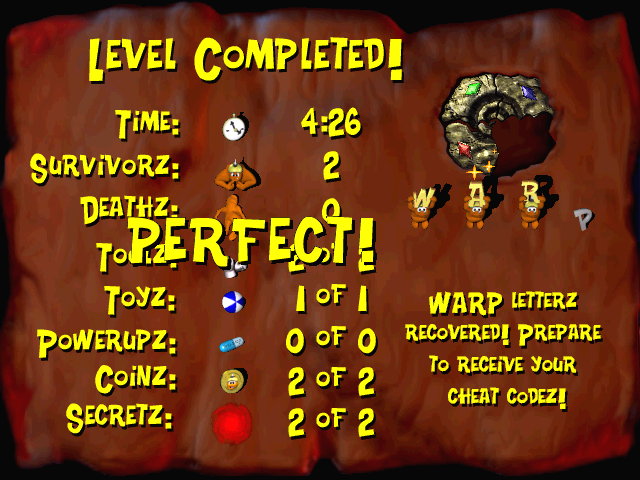 Level Completed!
Time: 4:26
Survivorz: 2
Deathz: 0
PERFECT!
Toolz:
Toyz: 1 of 1
Powerupz: 0 of 0
Coinz: 2 of 2
Secretz: 2 of 2
W A R P
WARP letterz
recovered! Prepare
to receive your
cheat codez!